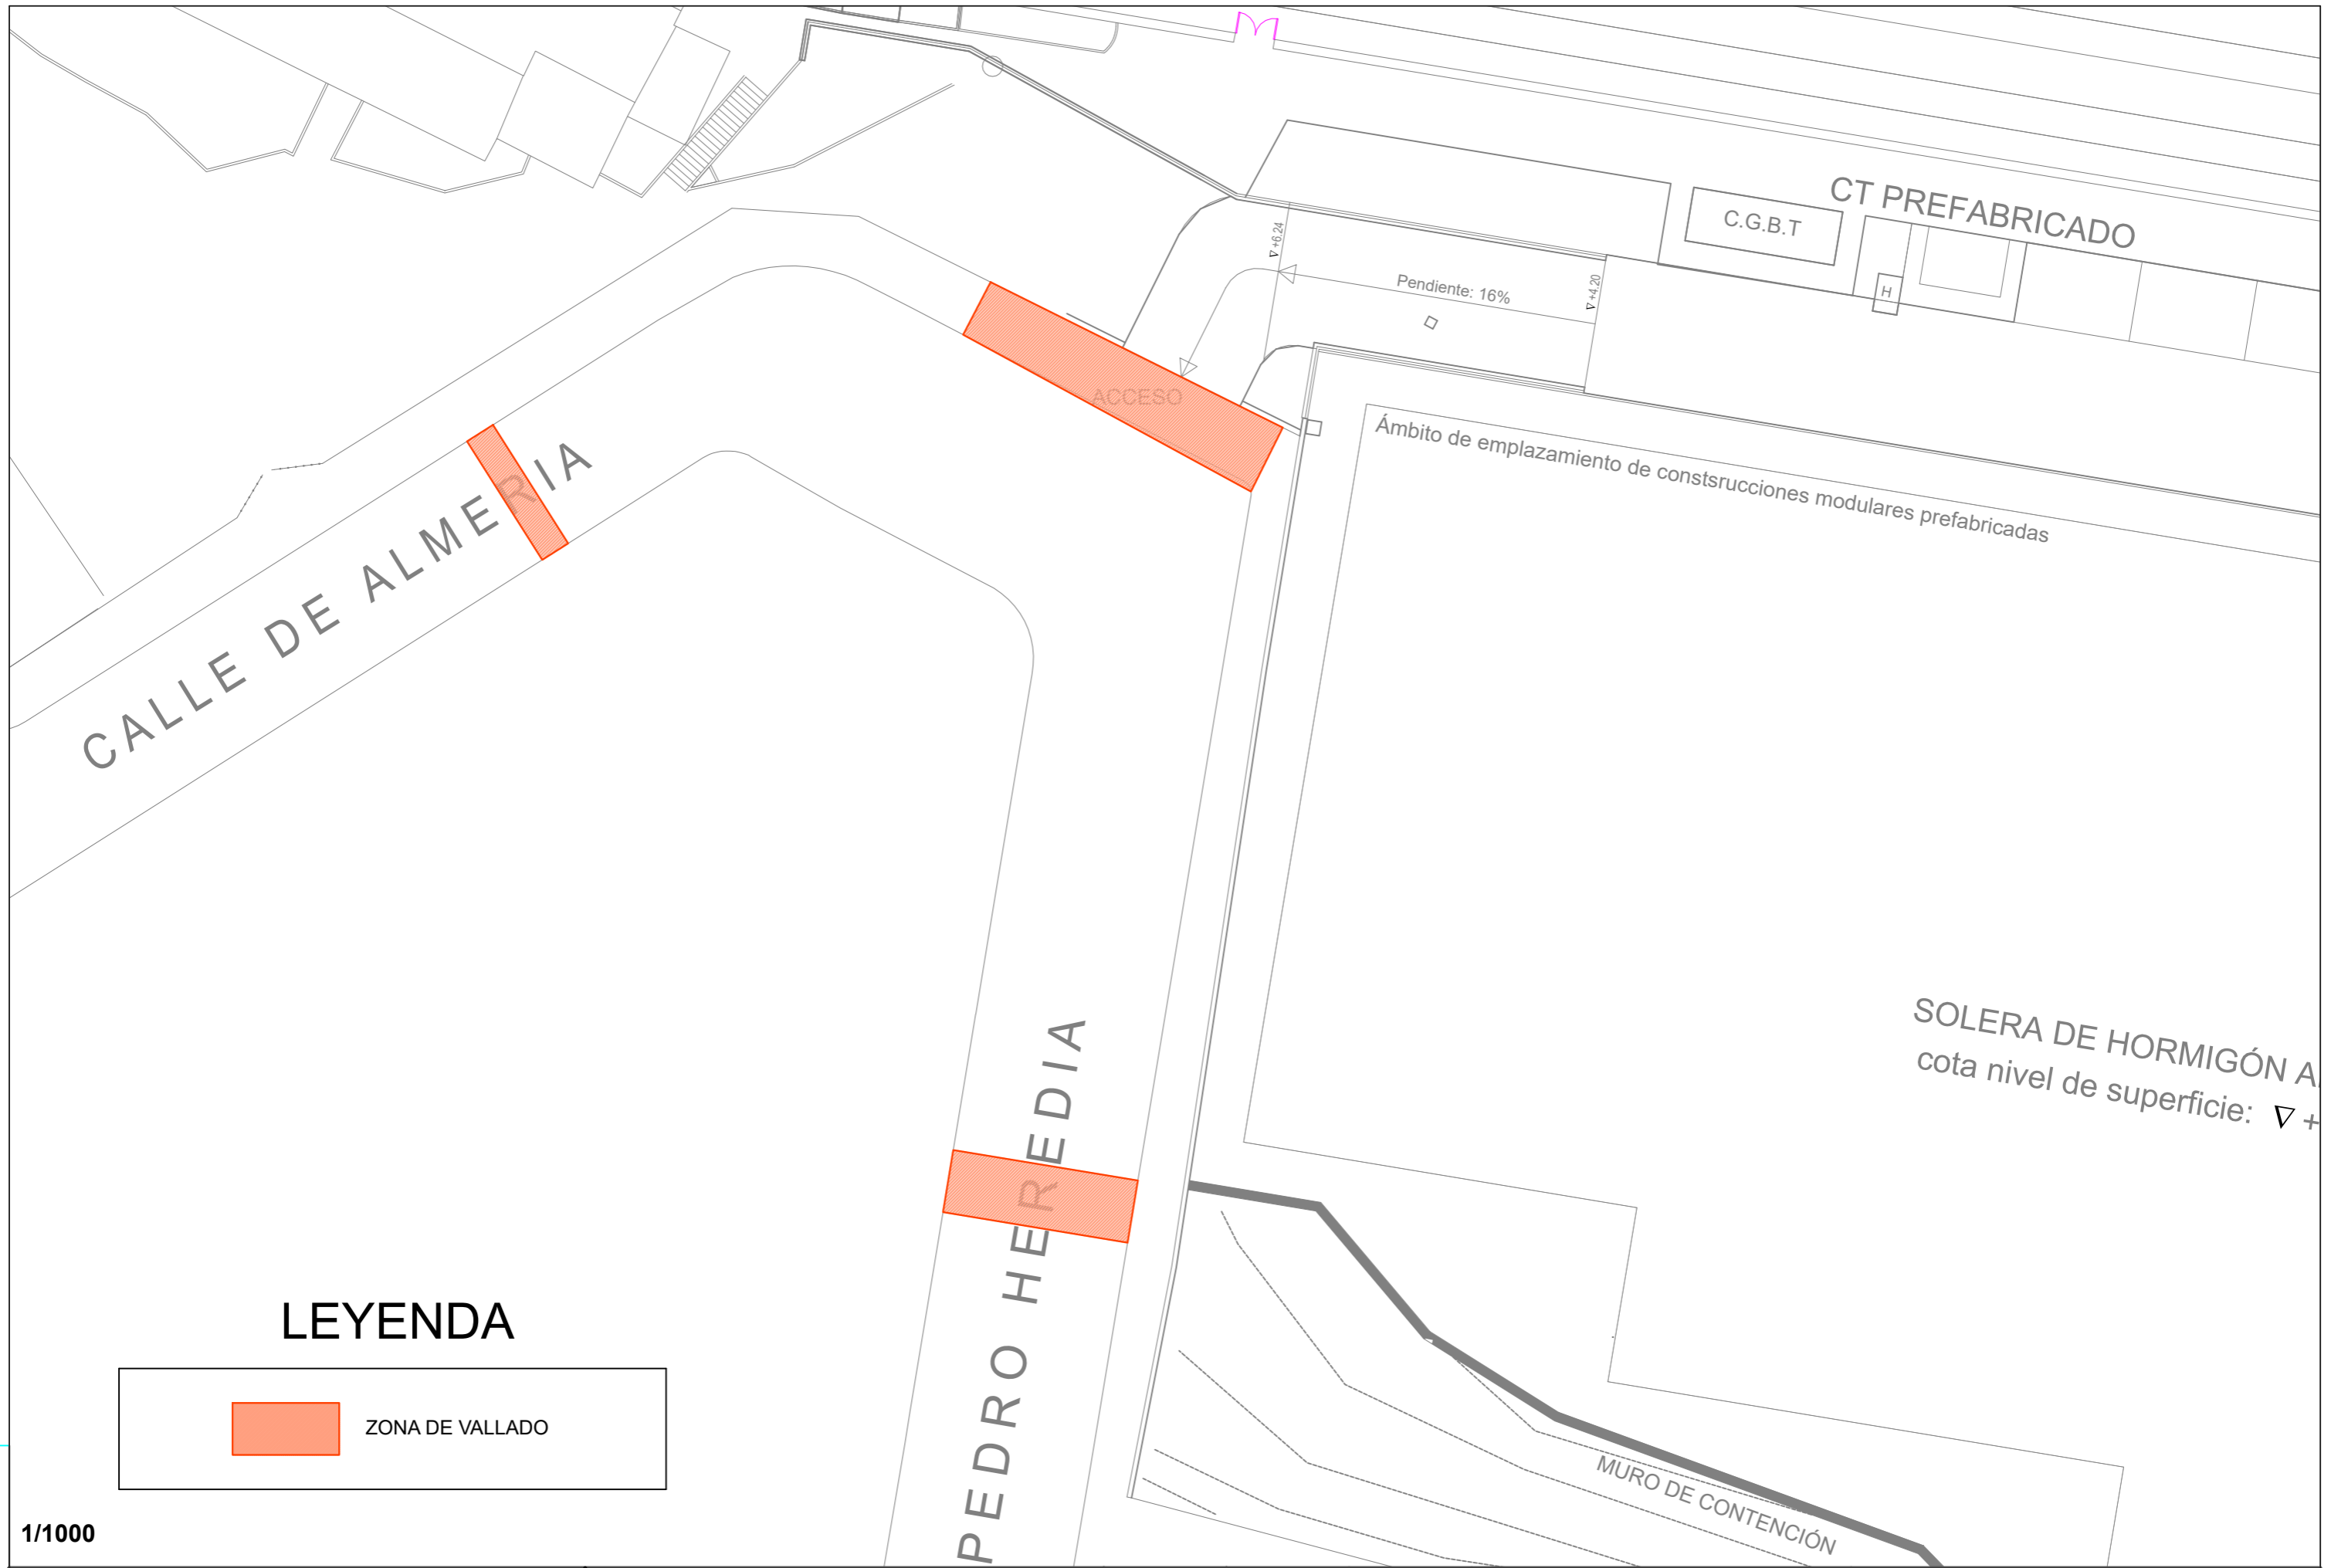 CT PREFABRICADO
C.G.B.T
+6.24
Pendiente: 16%
+4.20
H
ACCESO
Ámbito de emplazamiento de constsrucciones modulares prefabricadas
CALLE DE ALMERIA
SOLERA DE HORMIGÓN A
cota nivel de superficie: ∇ +
PEDRO HEREDIA
LEYENDA
ZONA DE VALLADO
MURO DE CONTENCIÓN
1/1000